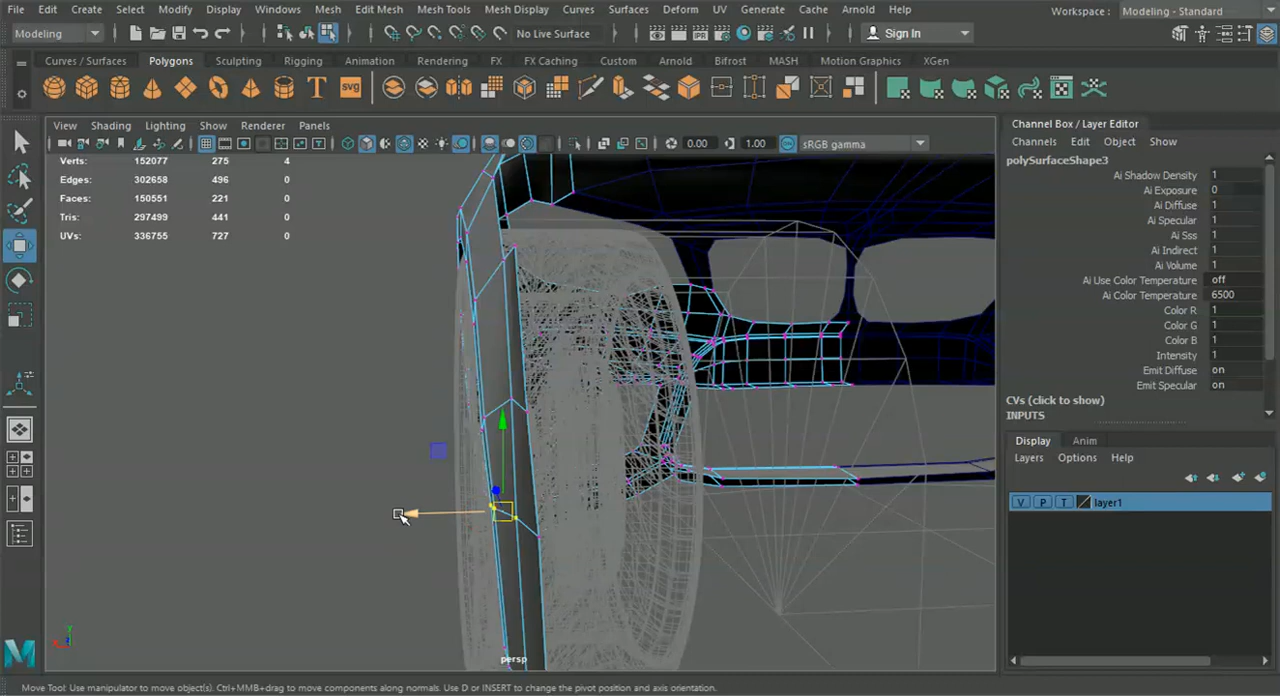 File Edit Create Select Modify Display Windows Mesh Edit Mesh Mesh Tools Mesh Display Curves Surfaces Deform UV Generate Cache Arnold Help Workspace: Modeling - Standard
Modeling No Live Surface Sign In
Curves / Surfaces Polygons Sculpting Rigging Animation Rendering FX FX Caching Custom Arnold Bifrost MASH Motion Graphics XGen
T SVG
View Shading Lighting Show Renderer Panels
0.00 1.00 sRGB gamma
Verts: 152077 275 4
Edges: 302658 496 0
Faces: 150551 221 0
Tris: 297499 441 0
UVs: 336755 727 0
persp
Channel Box / Layer Editor
Channels Edit Object Show
polySurfaceShape3
Ai Shadow Density 1
Ai Exposure 0
Ai Diffuse 1
Ai Specular 1
Ai Sss 1
Ai Indirect 1
Ai Volume 1
Ai Use Color Temperature off
Ai Color Temperature 6500
Color R 1
Color G 1
Color B 1
Intensity 1
Emit Diffuse on
Emit Specular on
CVs (click to show)
INPUTS
Display Anim
Layers Options Help
V P T layer1
Move Tool: Use manipulator to move object(s). Ctrl+MMB+drag to move components along normals. Use D or INSERT to change the pivot position and axis orientation.